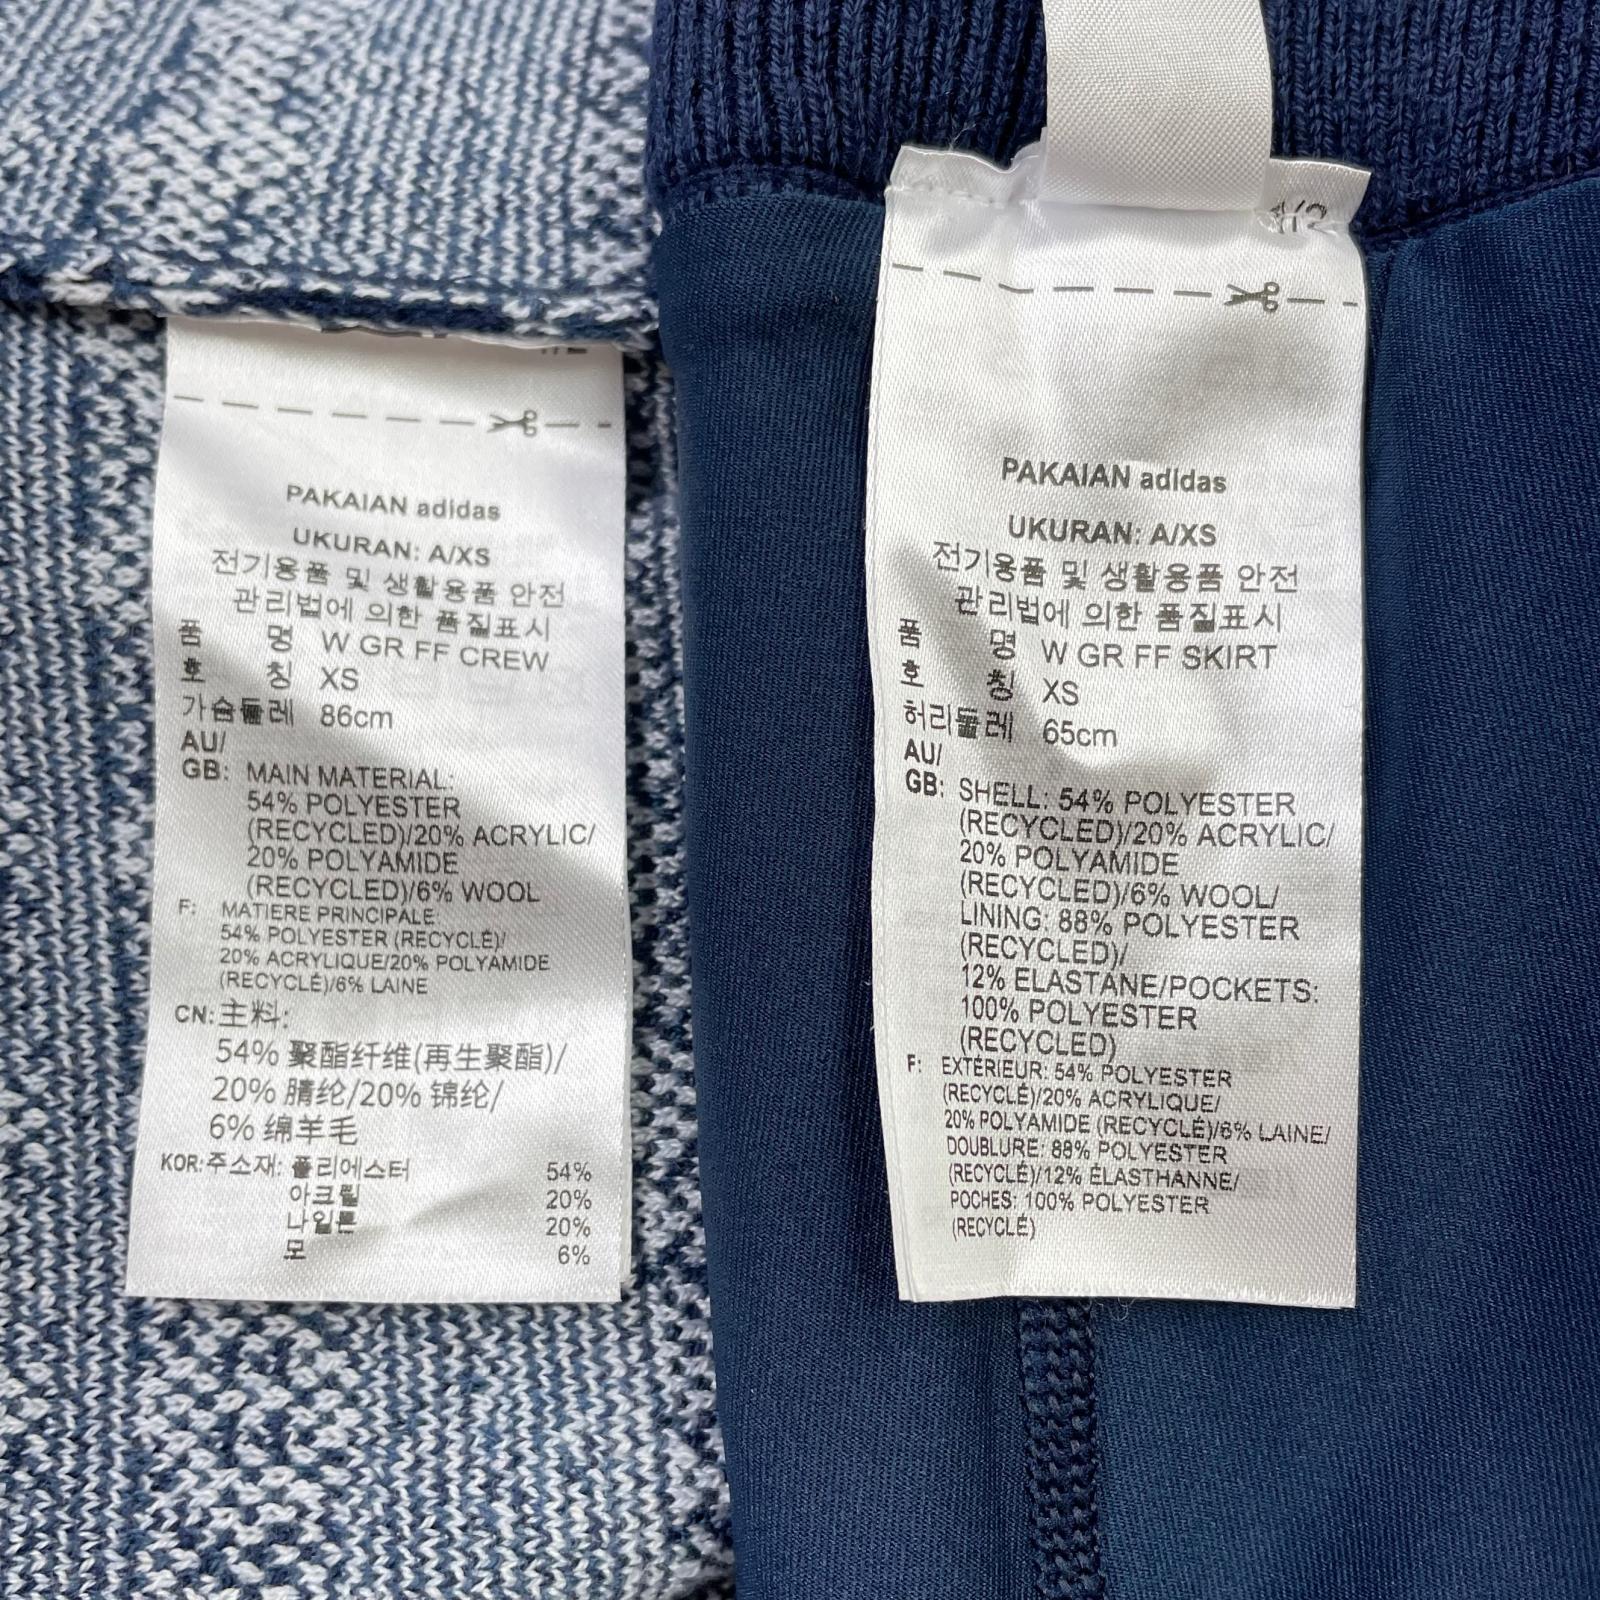 PAKAIAN adidas
UKURAN: A/XS
전기용품 및 생활용품 안전
관리법에 의한 품질표시
품 명 W GR FF CREW
호 칭 XS
가슴둘레 86cm
AU/
GB: MAIN MATERIAL:
54% POLYESTER
(RECYCLED)/20% ACRYLIC/
20% POLYAMIDE
(RECYCLED)/6% WOOL
F: MATIERE PRINCIPALE:
54% POLYESTER (RECYCLÉ)/
20% ACRYLIQUE/20% POLYAMIDE
(RECYCLÉ)/6% LAINE
CN: 主料:
54% 聚酯纤维(再生聚酯)/
20% 腈纶/20% 锦纶/
6% 绵羊毛
KOR: 주소재: 폴리에스터 54%
아크릴 20%
나일론 20%
모 6%
PAKAIAN adidas
UKURAN: A/XS
전기용품 및 생활용품 안전
관리법에 의한 품질표시
품 명 W GR FF SKIRT
호 칭 XS
허리둘레 65cm
AU/
GB: SHELL: 54% POLYESTER
(RECYCLED)/20% ACRYLIC/
20% POLYAMIDE
(RECYCLED)/6% WOOL/
LINING: 88% POLYESTER
(RECYCLED)/
12% ELASTANE/POCKETS:
100% POLYESTER
(RECYCLED)
F: EXTÉRIEUR: 54% POLYESTER
(RECYCLÉ)/20% ACRYLIQUE/
20% POLYAMIDE (RECYCLÉ)/6% LAINE/
DOUBLURE: 88% POLYESTER
(RECYCLÉ)/12% ÉLASTHANNE/
POCHES: 100% POLYESTER
(RECYCLÉ)